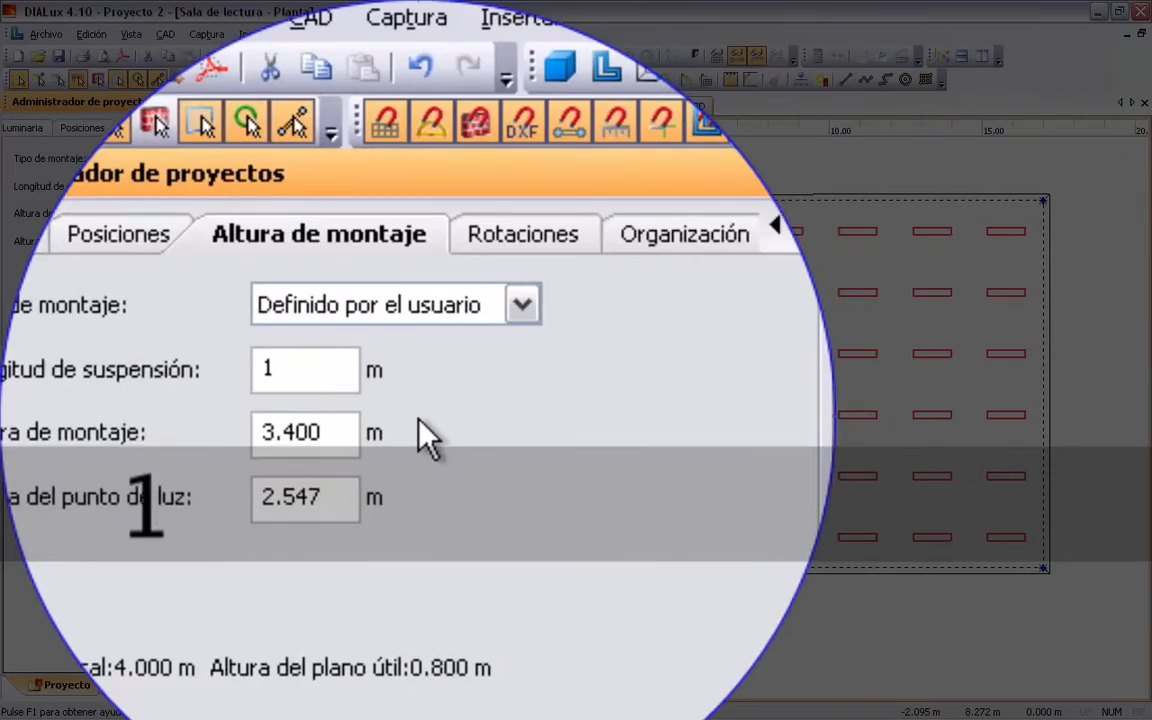 DIALux 4.10 - Proyecto 2 - [Sala de lectura - Planta]
Archivo Edición Vista CAD Captura
CAD Captura
Administrador de proyect
DXF
ador de proyectos
Luminaria Posiciones
Posiciones Altura de montaje Rotaciones Organización
10.00 15.00 20.
Tipo de montaje:
de montaje: Definido por el usuario
Longitud de
gitud de suspensión: 1 m
Altura de
ra de montaje: 3.400 m
a del punto de luz: 2.547 m
1
al:4.000 m Altura del plano útil:0.800 m
Proyecto
Pulse F1 para obtener ayu
-2.095 m 8.272 m 0.000 m NUM